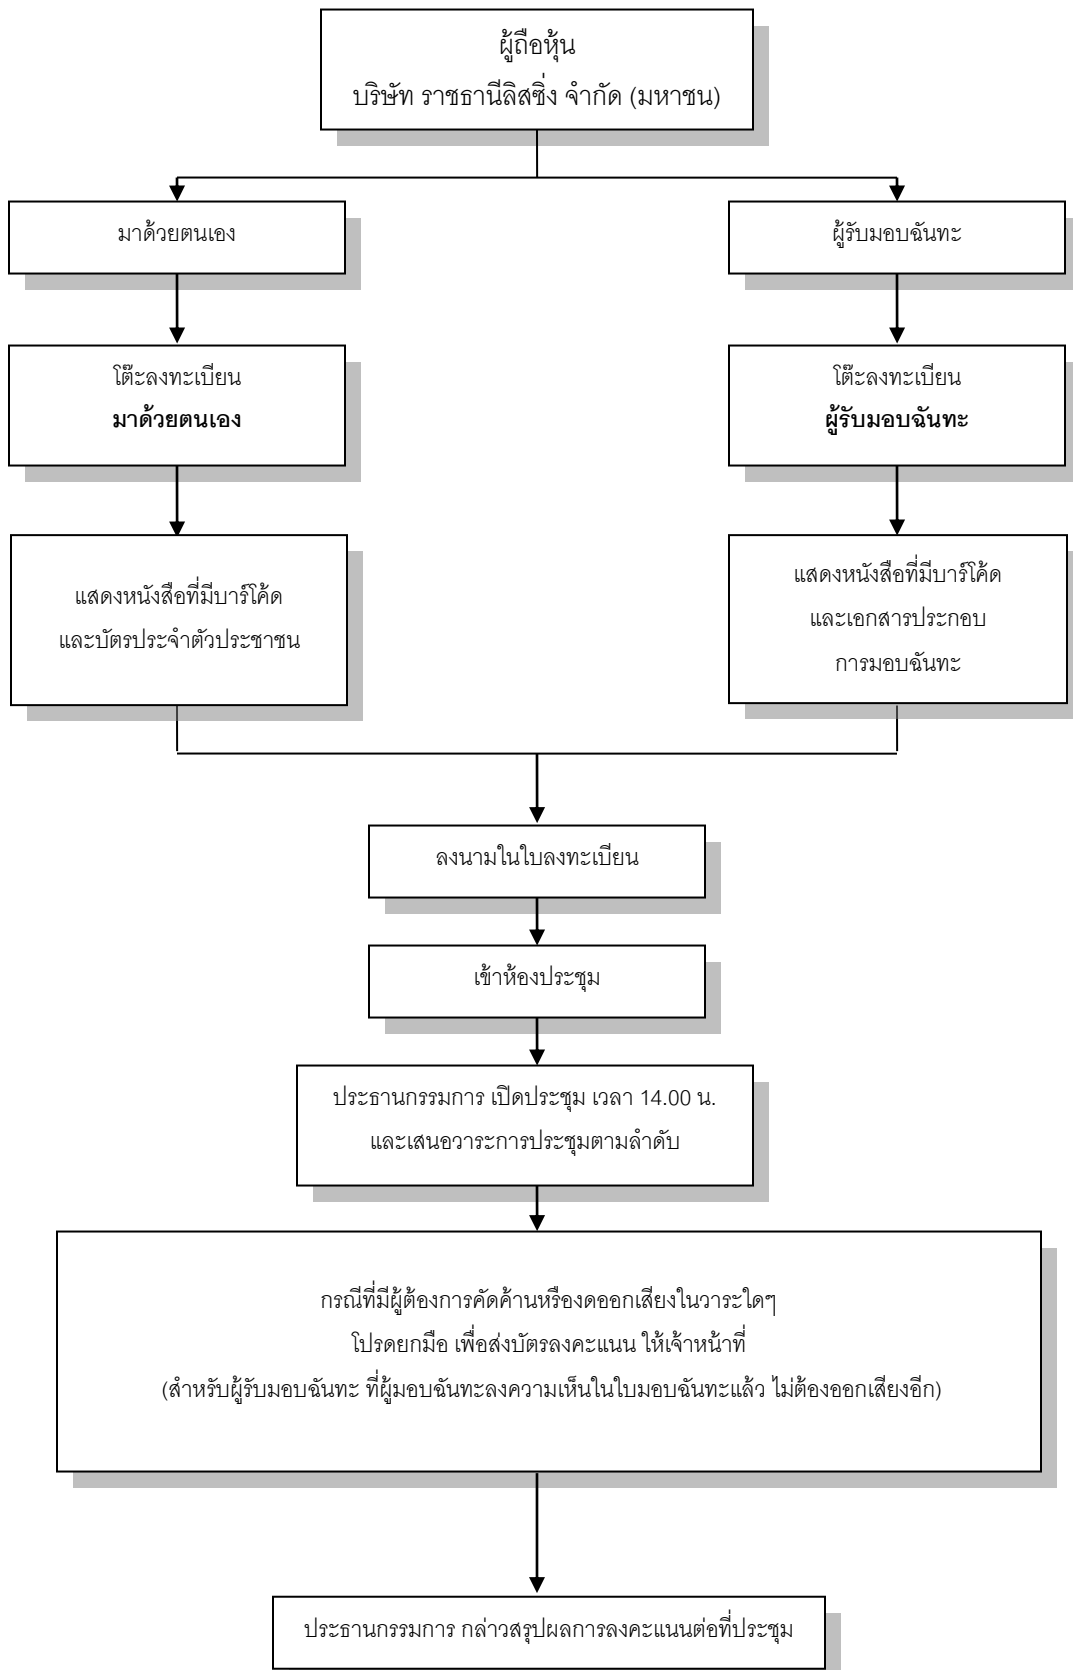 ผู้ถือหุ้น
บริษัท ราชธานีลิสซิ่ง จำกัด (มหาชน)
มาด้วยตนเอง
ผู้รับมอบฉันทะ
โต๊ะลงทะเบียน
มาด้วยตนเอง
โต๊ะลงทะเบียน
ผู้รับมอบฉันทะ
แสดงหนังสือที่มีบาร์โค้ด
และบัตรประจำตัวประชาชน
แสดงหนังสือที่มีบาร์โค้ด
และเอกสารประกอบ
การมอบฉันทะ
ลงนามในใบลงทะเบียน
เข้าห้องประชุม
ประธานกรรมการ เปิดประชุม เวลา 14.00 น.
และเสนอวาระการประชุมตามลำดับ
กรณีที่มีผู้ต้องการคัดค้านหรืองดออกเสียงในวาระใดๆ
โปรดยกมือ เพื่อส่งบัตรลงคะแนน ให้เจ้าหน้าที่
(สำหรับผู้รับมอบฉันทะ ที่ผู้มอบฉันทะลงความเห็นในใบมอบฉันทะแล้ว ไม่ต้องออกเสียงอีก)
ประธานกรรมการ กล่าวสรุปผลการลงคะแนนต่อที่ประชุม